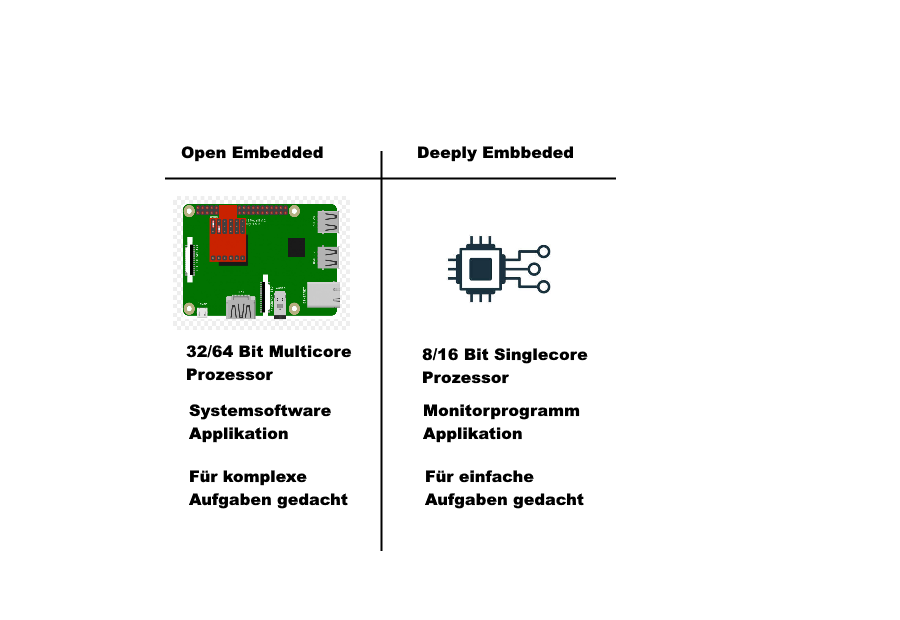 Open Embedded
Deeply Embbeded
32/64 Bit Multicore
Prozessor
8/16 Bit Singlecore
Prozessor
Systemsoftware
Applikation
Monitorprogramm
Applikation
Für komplexe
Aufgaben gedacht
Für einfache
Aufgaben gedacht